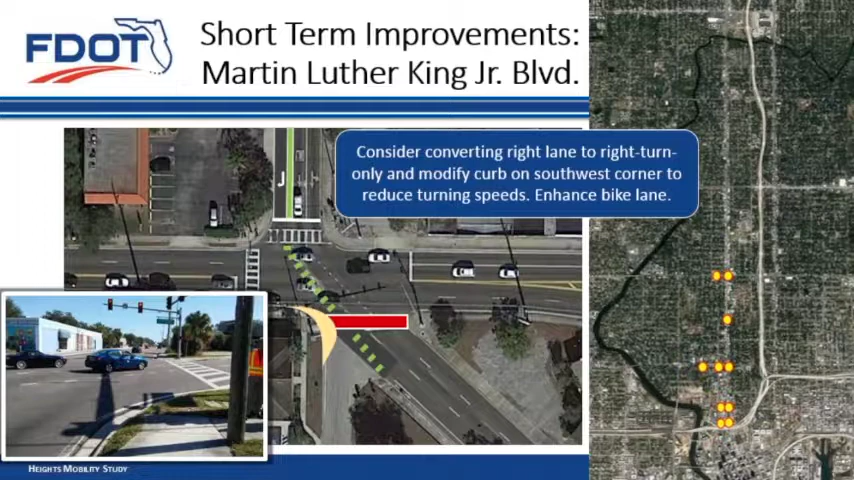 FDOT
Short Term Improvements:
Martin Luther King Jr. Blvd.
Consider converting right lane to right-turn-
only and modify curb on southwest corner to
reduce turning speeds. Enhance bike lane.
HEIGHTS MOBILITY STUDY